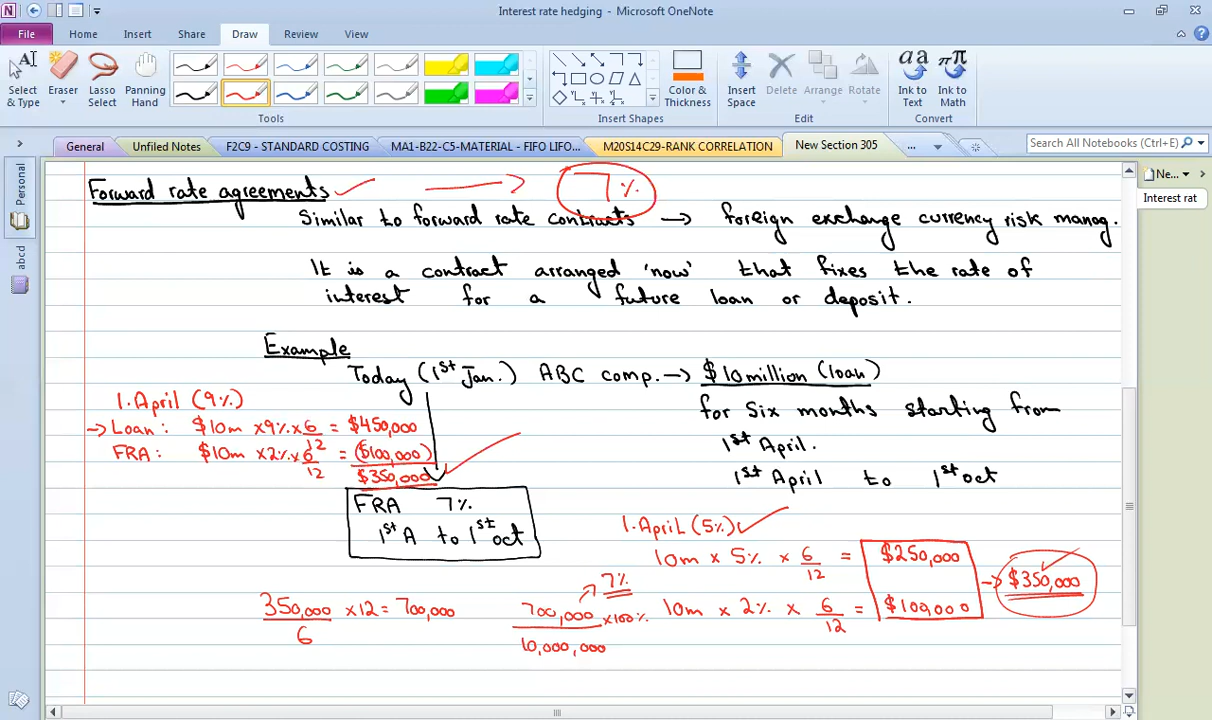 Interest rate hedging - Microsoft OneNote
File Home Insert Share Draw Review View
Select & Type
Eraser
Lasso Select
Panning Hand
Color & Thickness
Insert Space
Delete
Arrange
Rotate
Ink to Text
Ink to Math
Tools
Insert Shapes
Edit
Convert
General
Unfiled Notes
F2C9 - STANDARD COSTING
MA1-B22-C5-MATERIAL - FIFO LIFO...
M20S14C29-RANK CORRELATION
New Section 305
...
Search All Notebooks (Ctrl+E)
Personal
abcd
Ne...
Interest rat
Forward rate agreements → 7%
Similar to forward rate contracts → foreign exchange currency risk manag.
It is a contract arranged 'now' that fixes the rate of
interest for a future loan or deposit.
Example
Today (1st Jan.) ABC comp. → $10 million (loan)
for six months starting from
1st April.
1st April to 1st oct
1.April (9%)
→ Loan: $10m x 9% x 6/12 = $450,000
FRA: $10m x 2% x 6/12 = ($100,000)
$350,000
FRA 7%
1st A to 1st oct
1.April (5%)
10m x 5% x 6/12 = $250,000
10m x 2% x 6/12 = $100,000
→ $350,000
350,000/6 x 12 = 700,000
700,000/10,000,000 x 100% → 7%